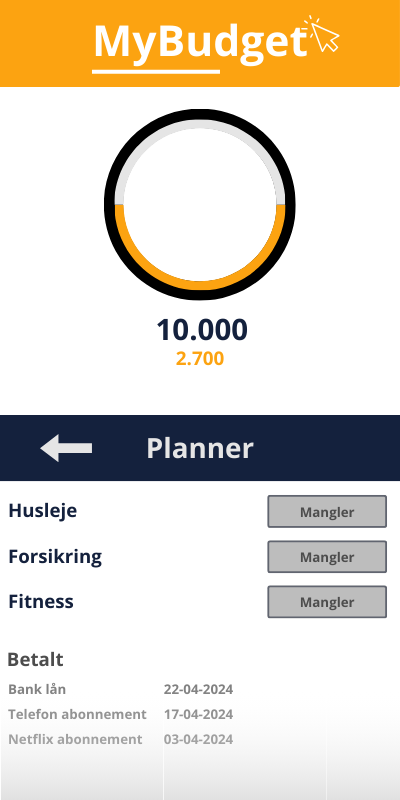 MyBudget
10.000
2.700
Planner
Husleje Mangler
Forsikring Mangler
Fitness Mangler
Betalt
Bank lån 22-04-2024
Telefon abonnement 17-04-2024
Netflix abonnement 03-04-2024